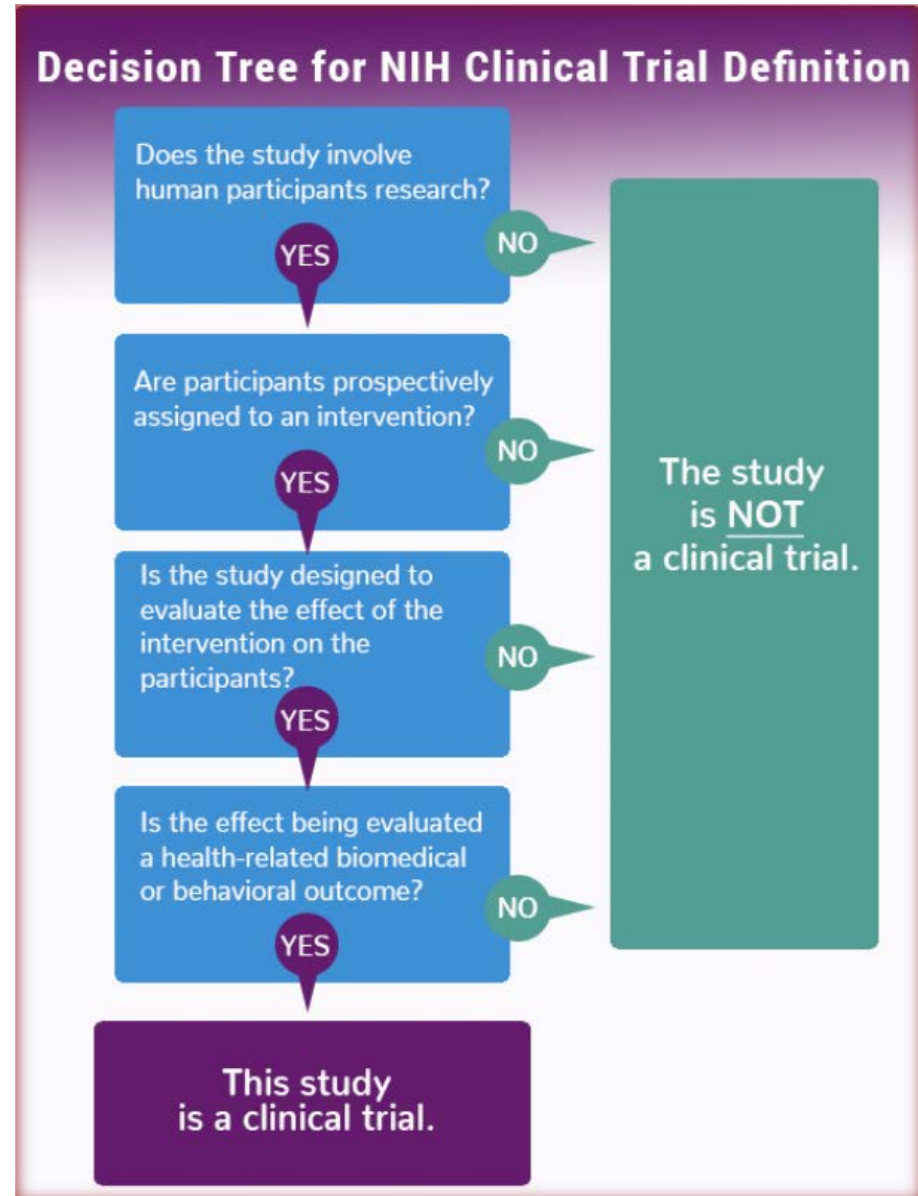 Decision Tree for NIH Clinical Trial Definition
Does the study involve
human participants research?
YES
NO
Are participants prospectively
assigned to an intervention?
YES
NO
Is the study designed to
evaluate the effect of the
intervention on the
participants?
YES
NO
Is the effect being evaluated
a health-related biomedical
or behavioral outcome?
YES
NO
The study
is NOT
a clinical trial.
This study
is a clinical trial.